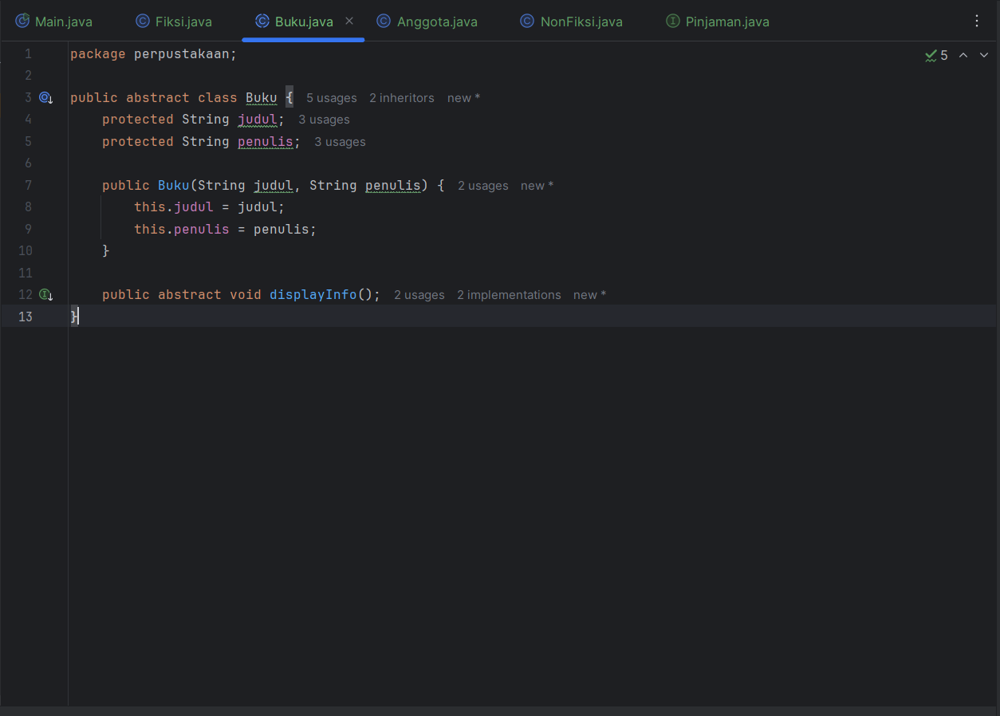 Main.java Fiksi.java Buku.java Anggota.java NonFiksi.java Pinjaman.java
1 package perpustakaan; 5
2
3 public abstract class Buku { 5 usages 2 inheritors new *
4 protected String judul; 3 usages
5 protected String penulis; 3 usages
6
7 public Buku(String judul, String penulis) { 2 usages new *
8 this.judul = judul;
9 this.penulis = penulis;
10 }
11
12 public abstract void displayInfo(); 2 usages 2 implementations new *
13 }